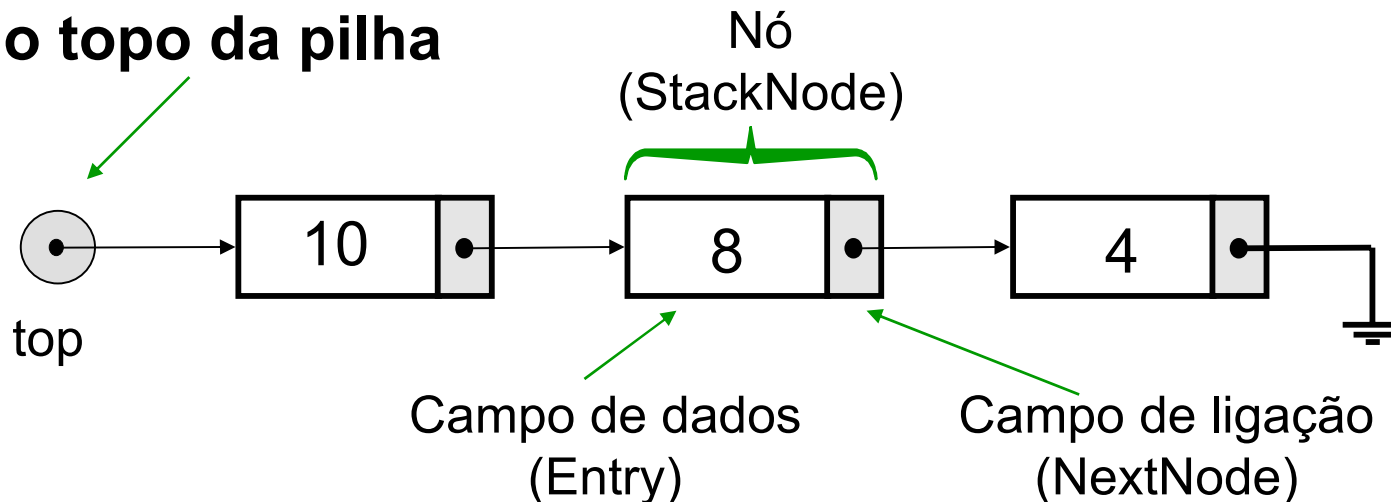 o topo da pilha
Nó
(StackNode)
10
8
4
top
Campo de dados
(Entry)
Campo de ligação
(NextNode)